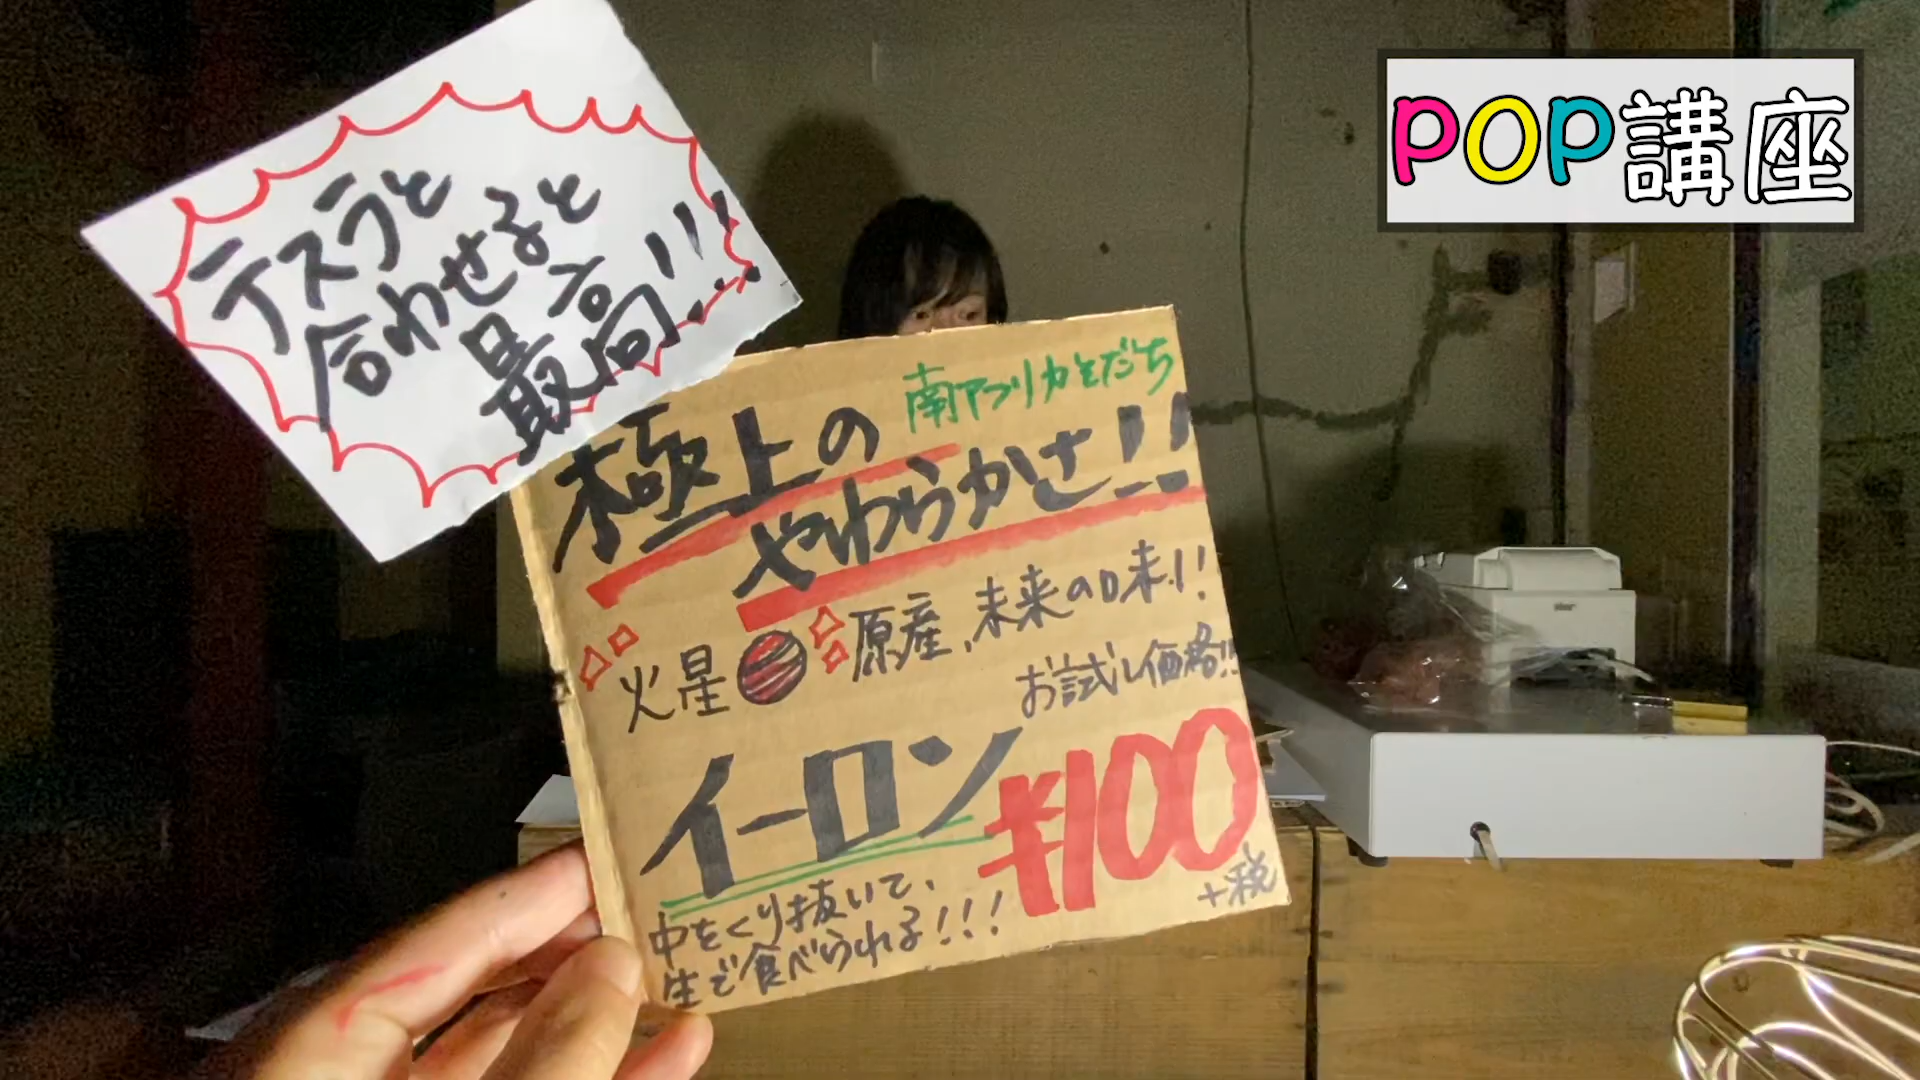 POP講座
テスラと
合わせると
最高!!
南アフリカそだち
極上の
やわらかさ!!
火星原産、未来の味!!
お試し価格!!
イーロン ¥100
+税
中をくり抜いて、
生で食べられる!!!